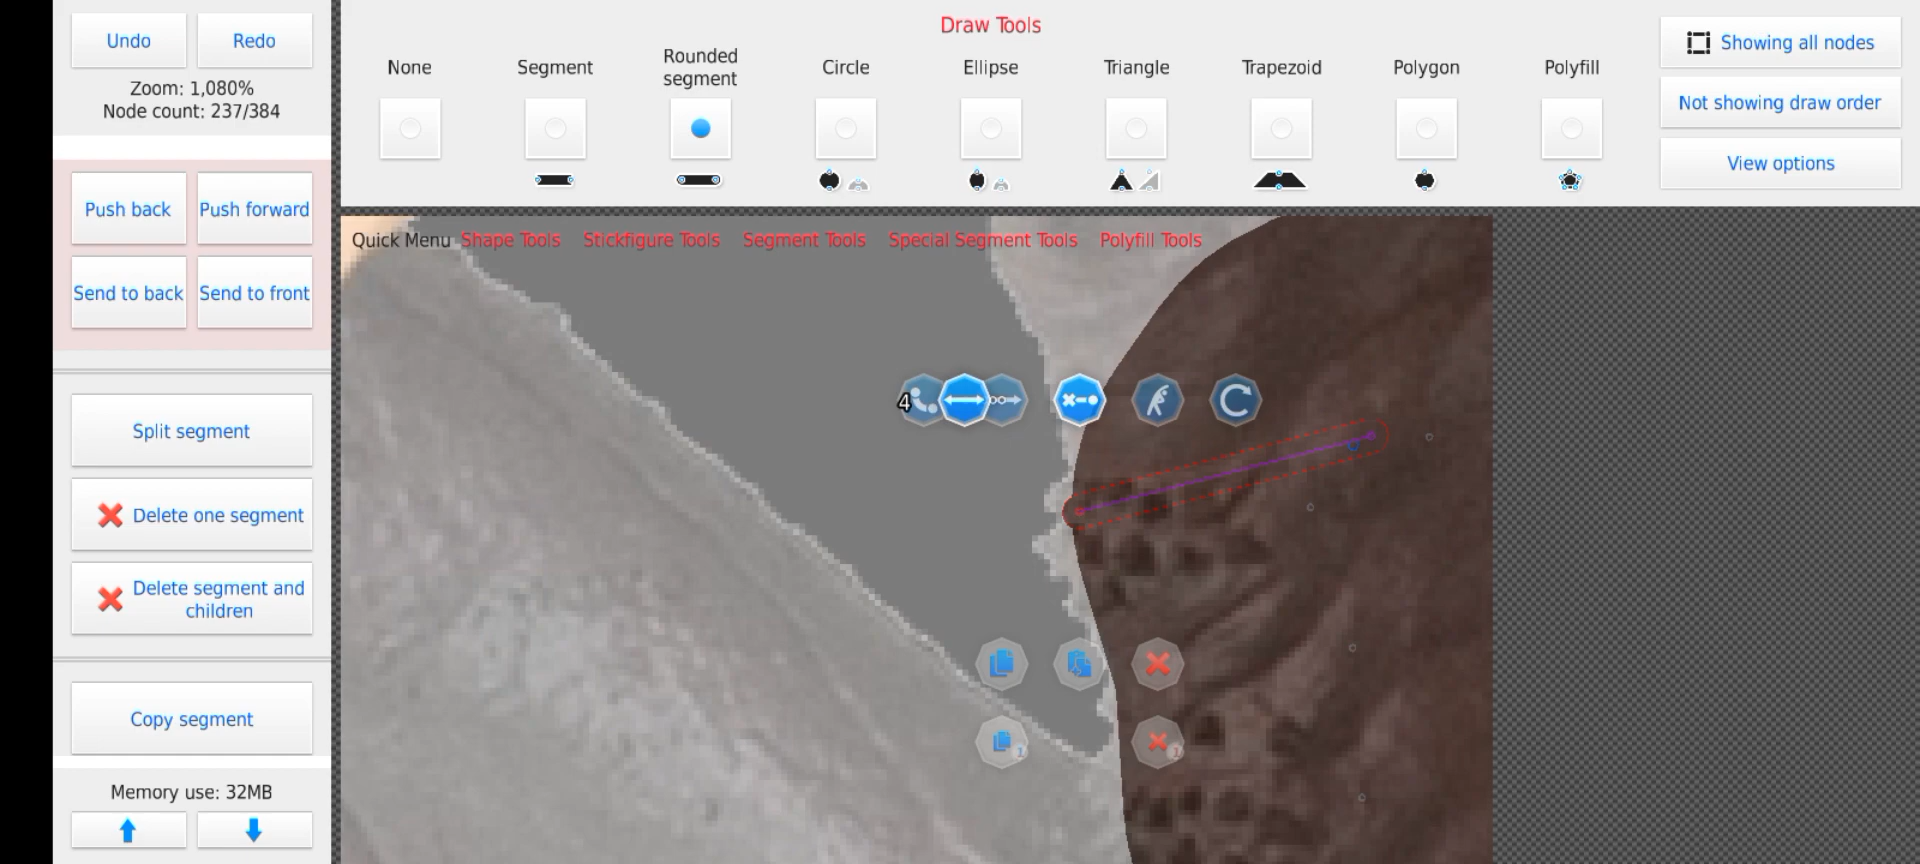 Undo
Redo
Zoom: 1,080%
Node count: 237/384
Push back
Push forward
Send to back
Send to front
Split segment
Delete one segment
Delete segment and
children
Copy segment
Memory use: 32MB
Draw Tools
None
Segment
Rounded
segment
Circle
Ellipse
Triangle
Trapezoid
Polygon
Polyfill
Showing all nodes
Not showing draw order
View options
Quick Menu
Shape Tools
Stickfigure Tools
Segment Tools
Special Segment Tools
Polyfill Tools
4
1
1